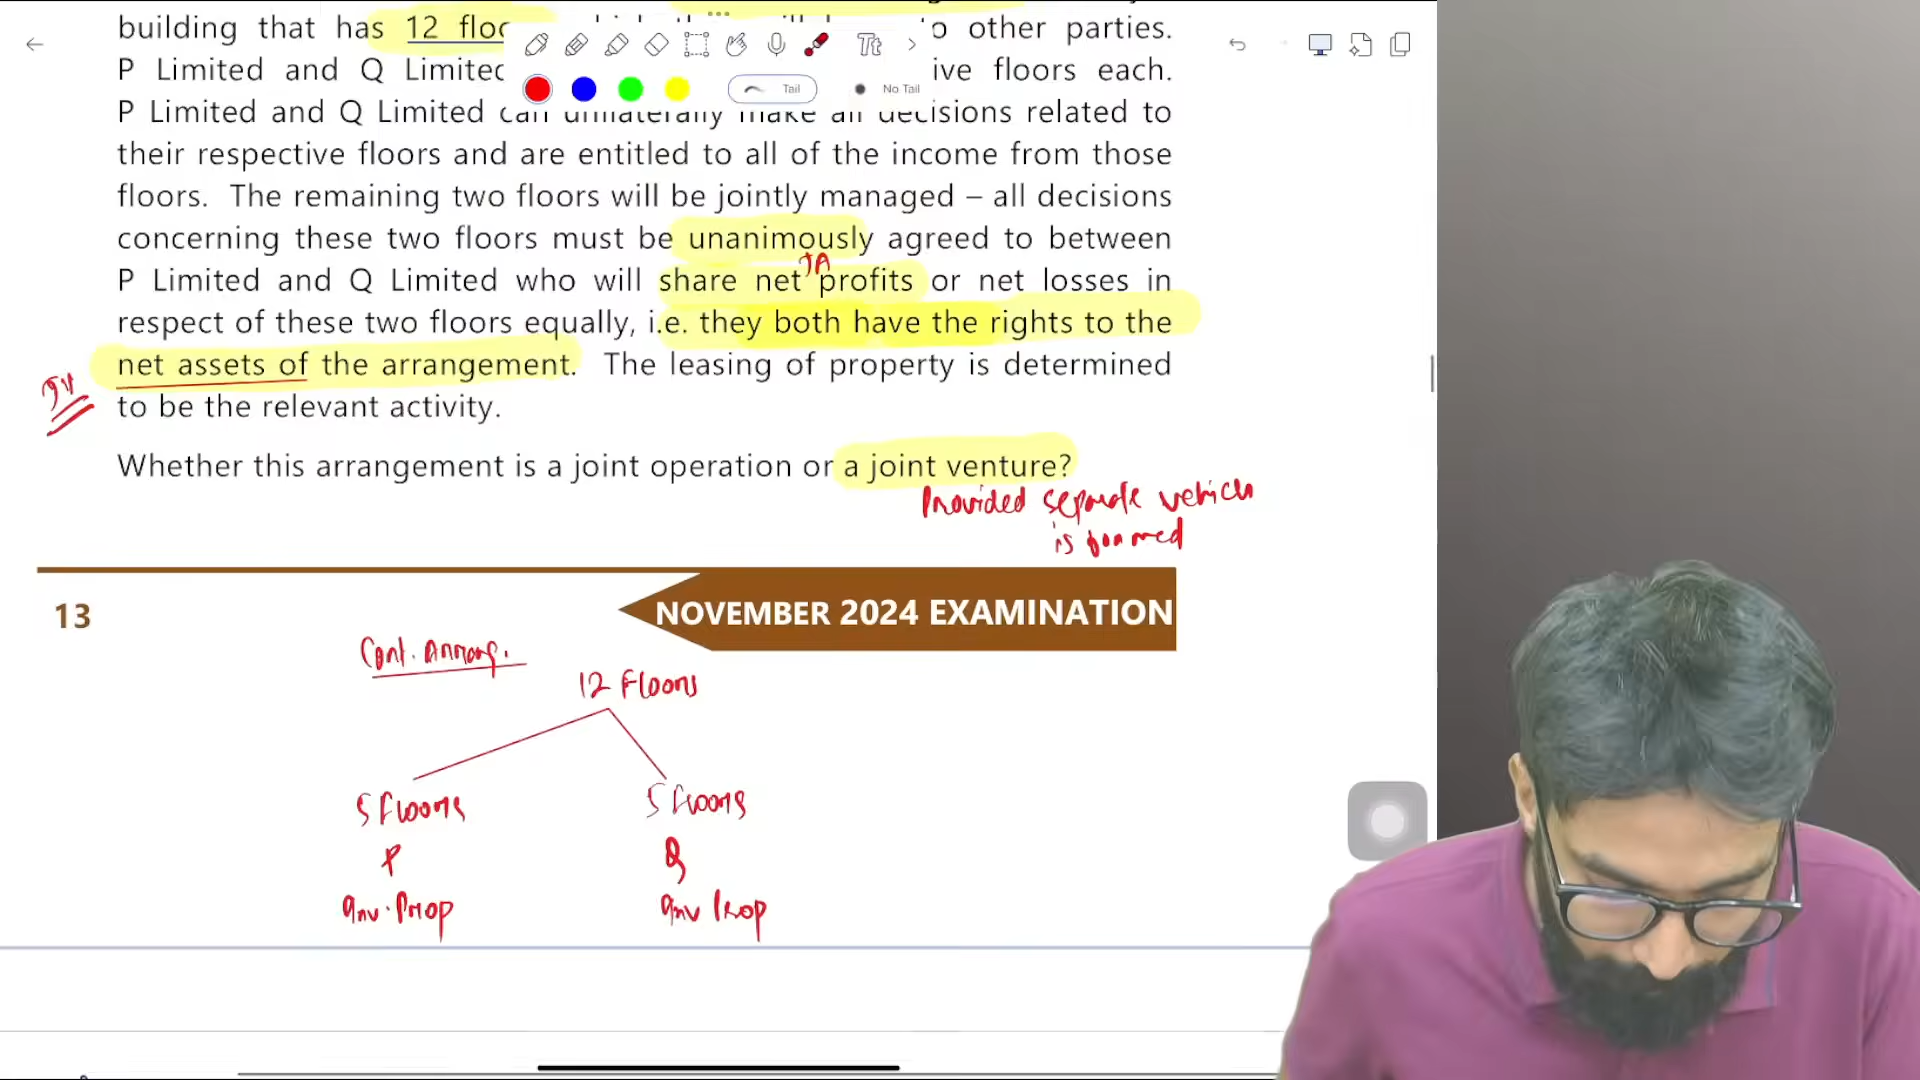 building that has 12 floo
o other parties.
P Limited and Q Limited
ive floors each.
Tt
Tail
No Tail
P Limited and Q Limited can unilaterally make all decisions related to
their respective floors and are entitled to all of the income from those
floors. The remaining two floors will be jointly managed – all decisions
concerning these two floors must be unanimously agreed to between
JA
P Limited and Q Limited who will share net profits or net losses in
respect of these two floors equally, i.e. they both have the rights to the
net assets of the arrangement. The leasing of property is determined
JV
to be the relevant activity.
Whether this arrangement is a joint operation or a joint venture?
Provided separate vehicle
is formed
13
NOVEMBER 2024 EXAMINATION
Cont. Arrang.
12 Floors
5 Floors
5 Floors
P
Q
Inv. Prop
Inv Prop